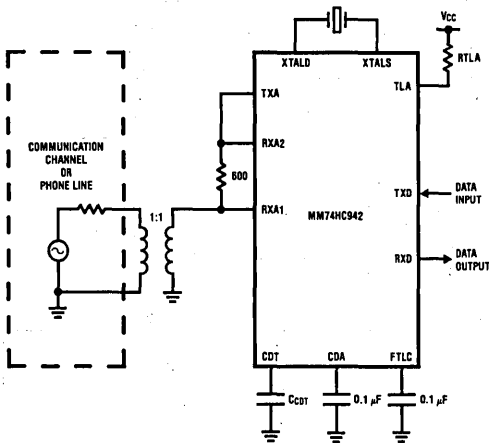 VCC
RTLA
XTALD
XTALS
TXA
TLA
RXA2
COMMUNICATION
CHANNEL
OR
PHONE LINE
600
TXD
DATA
INPUT
1:1
RXA1
MM74HC942
RXD
DATA
OUTPUT
CDT
CDA
FTLC
CCDT
0.1 μF
0.1 μF